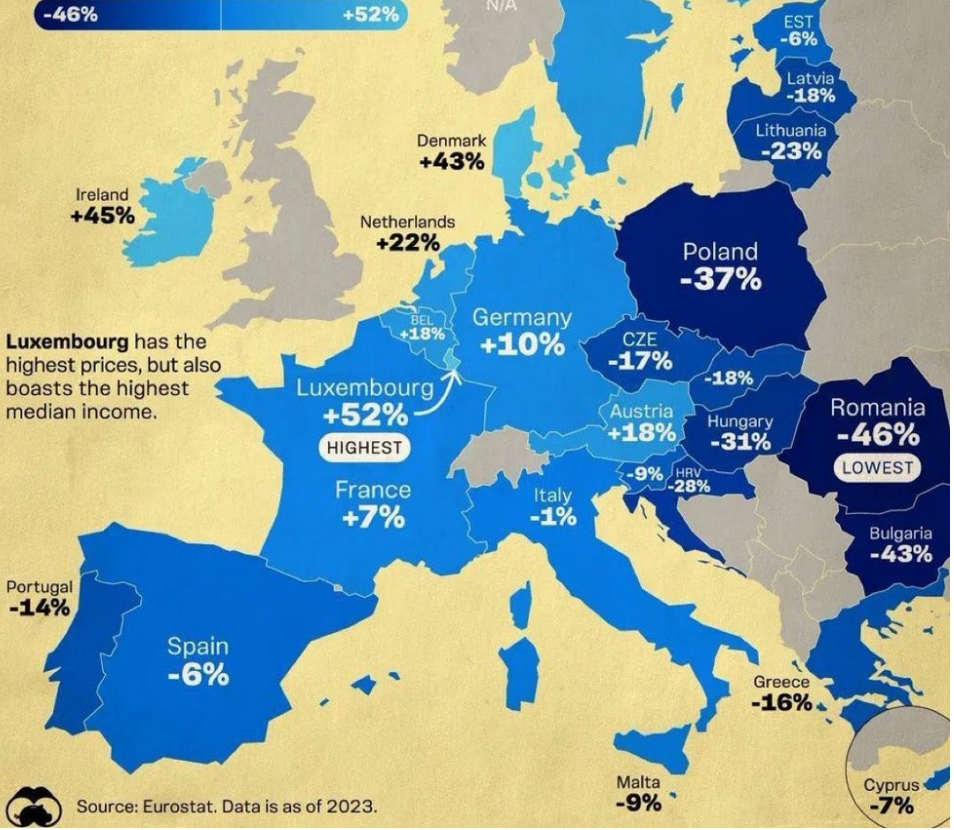 -46%
+52%
N/A
EST
-6%
Latvia
-18%
Lithuania
-23%
Denmark
+43%
Ireland
+45%
Netherlands
+22%
Poland
-37%
BEL
+18%
Germany
+10%
CZE
-17%
-18%
Luxembourg has the
highest prices, but also
boasts the highest
median income.
Luxembourg
+52%
HIGHEST
Austria
+18%
Hungary
-31%
Romania
-46%
LOWEST
-9%
HRV
-28%
France
+7%
Italy
-1%
Bulgaria
-43%
Portugal
-14%
Spain
-6%
Greece
-16%
Malta
-9%
Cyprus
-7%
Source: Eurostat. Data is as of 2023.